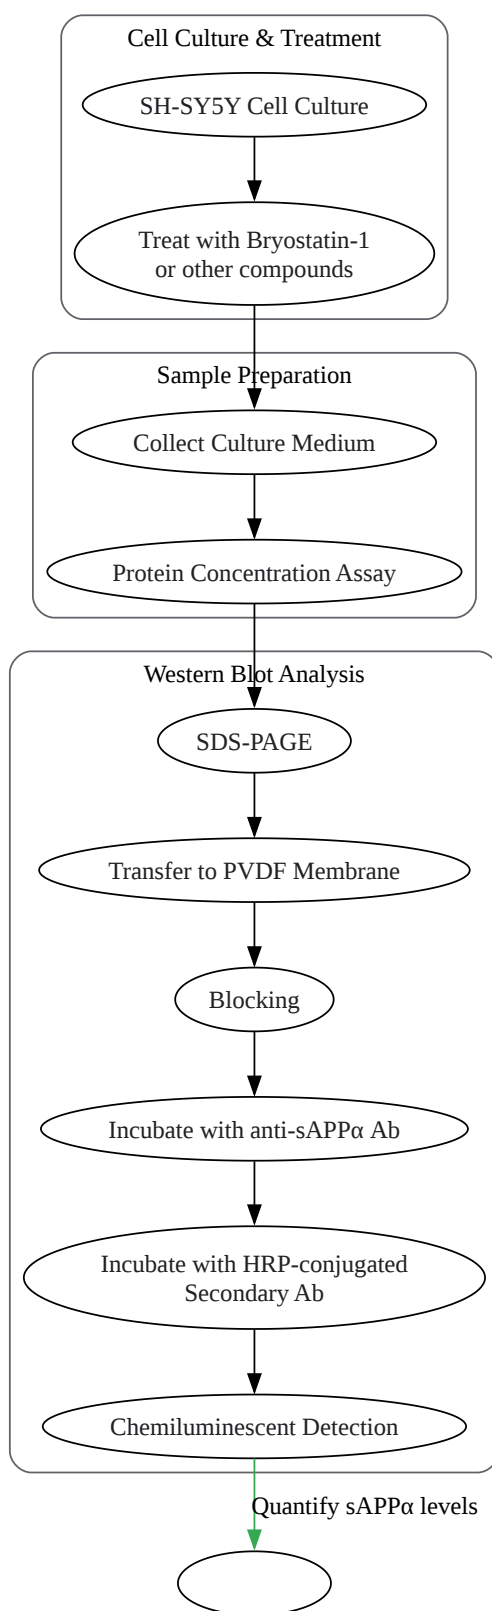 Cell Culture & Treatment
SH-SY5Y Cell Culture
Treat with Bryostatin-1
or other compounds
Sample Preparation
Collect Culture Medium
Protein Concentration Assay
Western Blot Analysis
SDS-PAGE
Transfer to PVDF Membrane
Blocking
Incubate with anti-sAPPα Ab
Incubate with HRP-conjugated
Secondary Ab
Chemiluminescent Detection
Quantify sAPPα levels